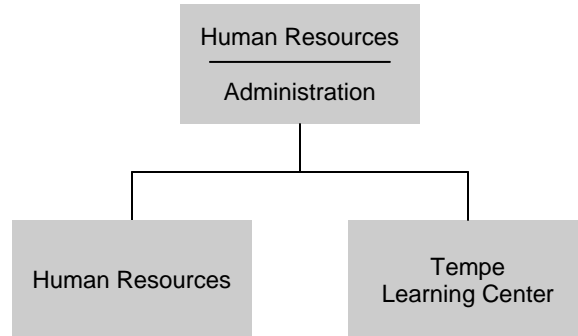 Human Resources
Administration
Human Resources
Tempe
Learning Center